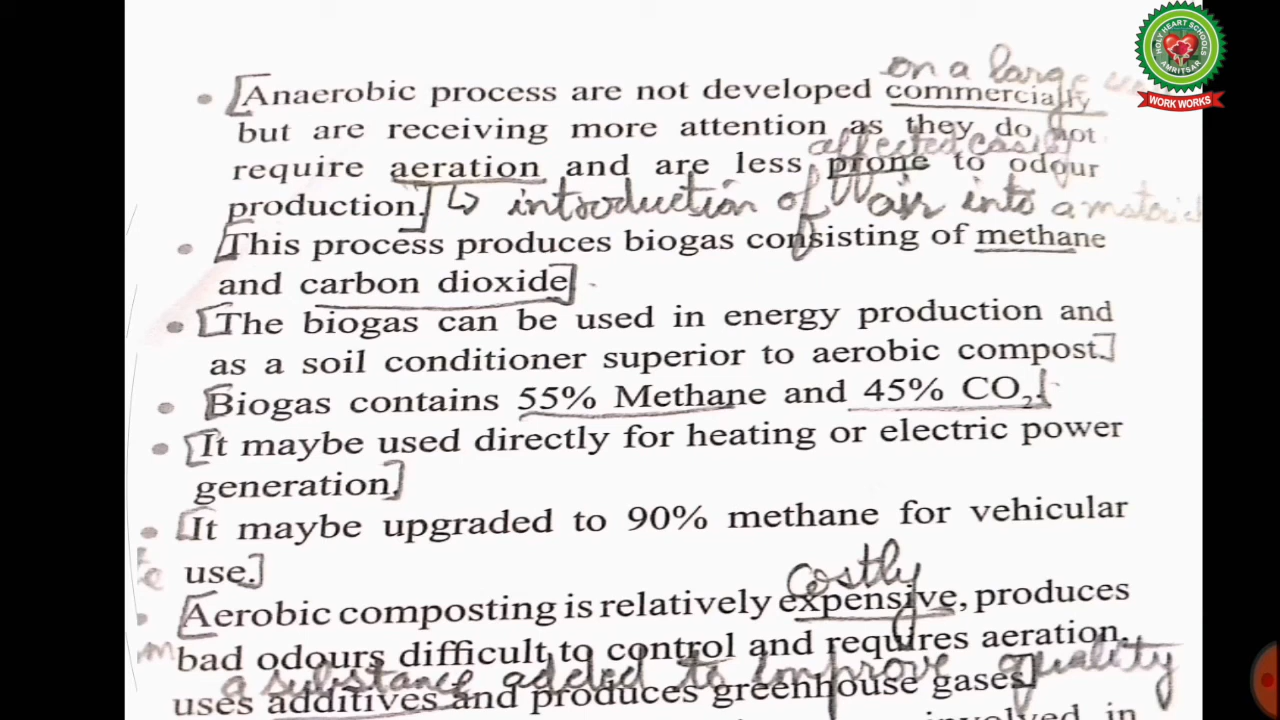 HOLY HEART SCHOOLS
AMRITSAR
WORK WORKS
on a large
• Anaerobic process are not developed commercially
but are receiving more attention as they do not
affected easily
require aeration and are less prone to odour
production. ↳ introduction of air into a material
• This process produces biogas consisting of methane
and carbon dioxide
• The biogas can be used in energy production and
as a soil conditioner superior to aerobic compost.
• Biogas contains 55% Methane and 45% CO₂.
• It maybe used directly for heating or electric power
generation.
• It maybe upgraded to 90% methane for vehicular
use.
costly
• Aerobic composting is relatively expensive, produces
bad odours difficult to control and requires aeration,
a substance added to improve quality
uses additives and produces greenhouse gases.
involved in